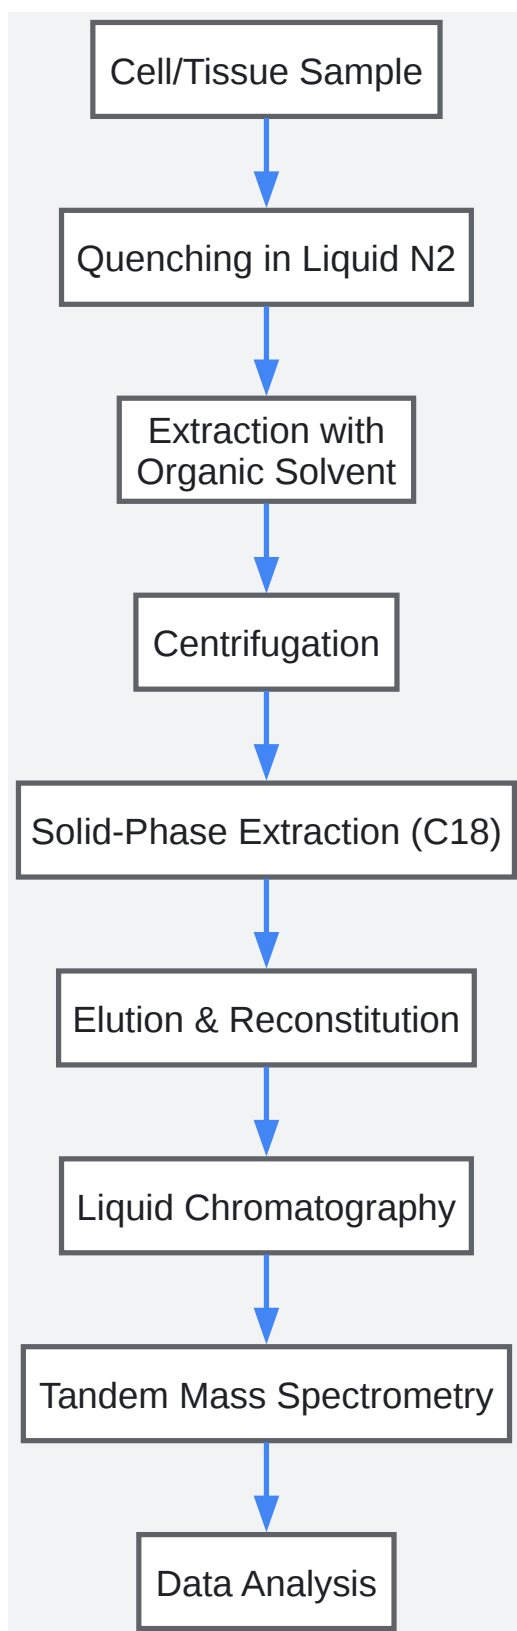 Cell/Tissue Sample
Quenching in Liquid N2
Extraction with
Organic Solvent
Centrifugation
Solid-Phase Extraction (C18)
Elution & Reconstitution
Liquid Chromatography
Tandem Mass Spectrometry
Data Analysis